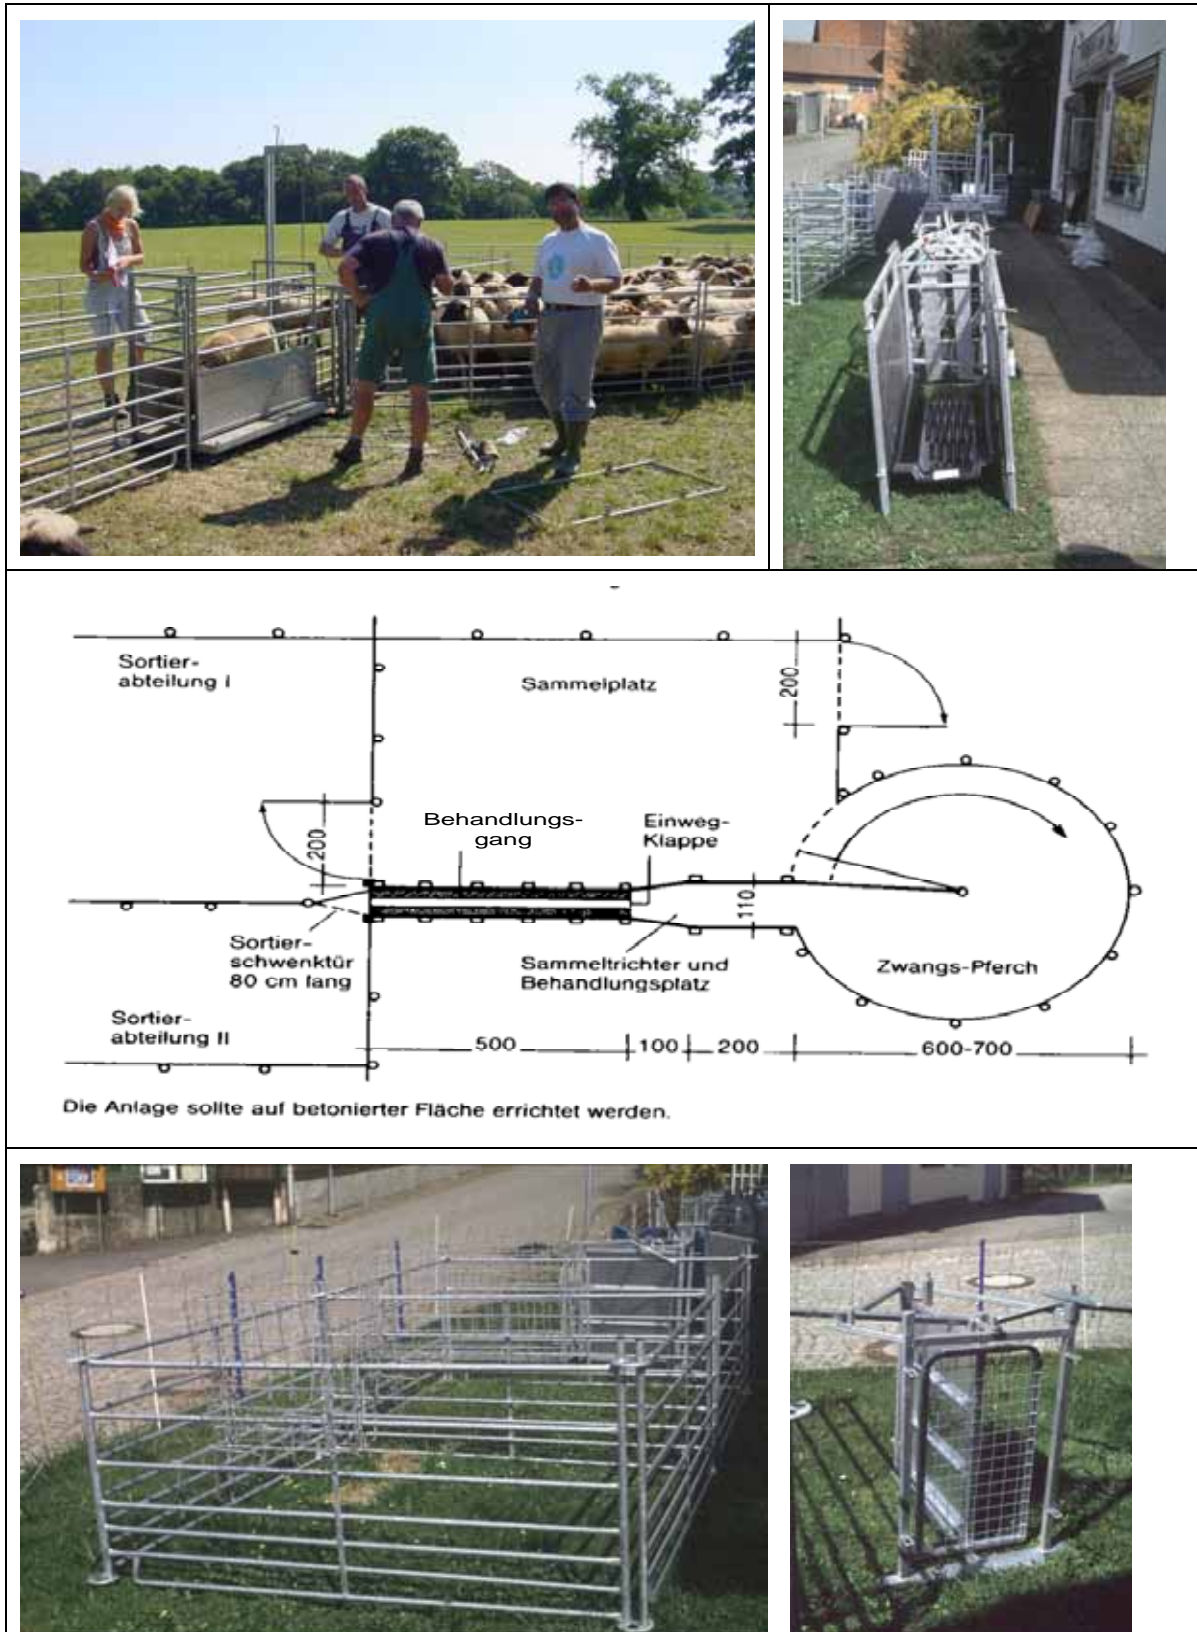 Sortier-
abteilung I
Sammelplatz
200
Behandlungs-
gang
Einweg-
Klappe
200
110
Sortier-
schwenktür
80 cm lang
Sammeltrichter und
Behandlungsplatz
Zwangs-Pferch
Sortier-
abteilung II
500
100
200
600-700
Die Anlage sollte auf betonierter Fläche errichtet werden.